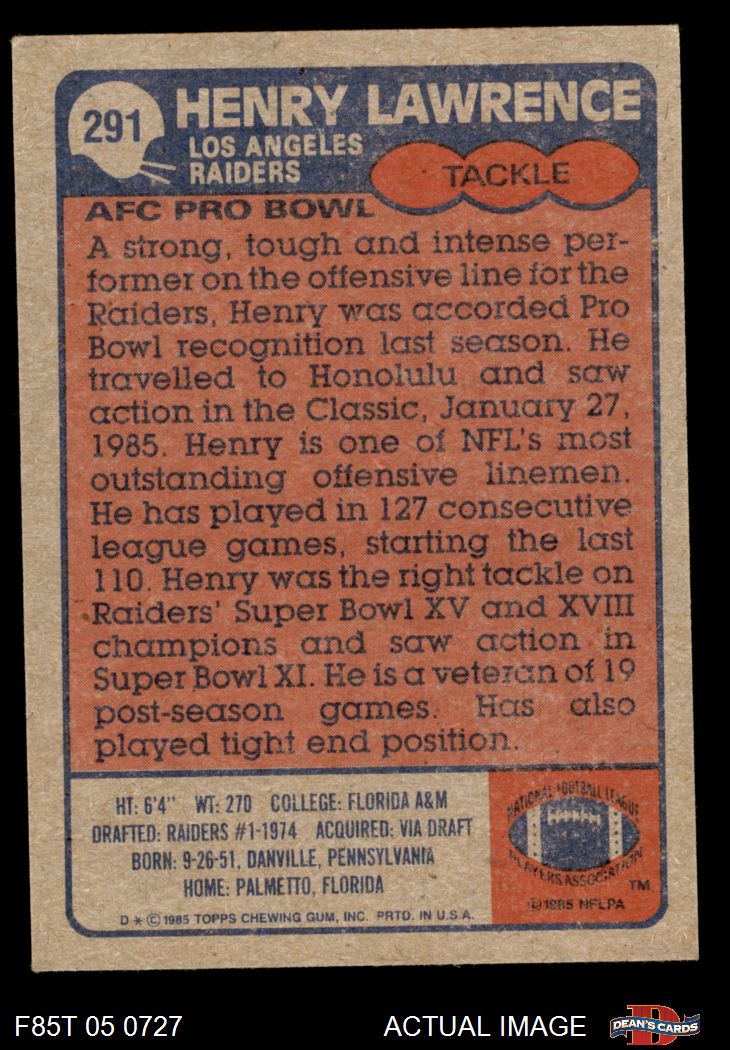 291
HENRY LAWRENCE
LOS ANGELES
RAIDERS
TACKLE
AFC PRO BOWL
A strong, tough and intense per-
former on the offensive line for the
Raiders, Henry was accorded Pro
Bowl recognition last season. He
travelled to Honolulu and saw
action in the Classic, January 27,
1985. Henry is one of NFL's most
outstanding offensive linemen.
He has played in 127 consecutive
league games, starting the last
110. Henry was the right tackle on
Raiders' Super Bowl XV and XVIII
champions and saw action in
Super Bowl XI. He is a veteran of 19
post-season games. Has also
played tight end position.
HT: 6'4" WT: 270 COLLEGE: FLORIDA A&M
DRAFTED: RAIDERS #1-1974 ACQUIRED: VIA DRAFT
BORN: 9-26-51, DANVILLE, PENNSYLVANIA
HOME: PALMETTO, FLORIDA
D * © 1985 TOPPS CHEWING GUM, INC. PRTD. IN U.S.A.
NATIONAL FOOTBALL LEAGUE
PLAYERS ASSOCIATION
TM
© 1985 NFLPA
F85T 05 0727
ACTUAL IMAGE
D
DEAN'S CARDS